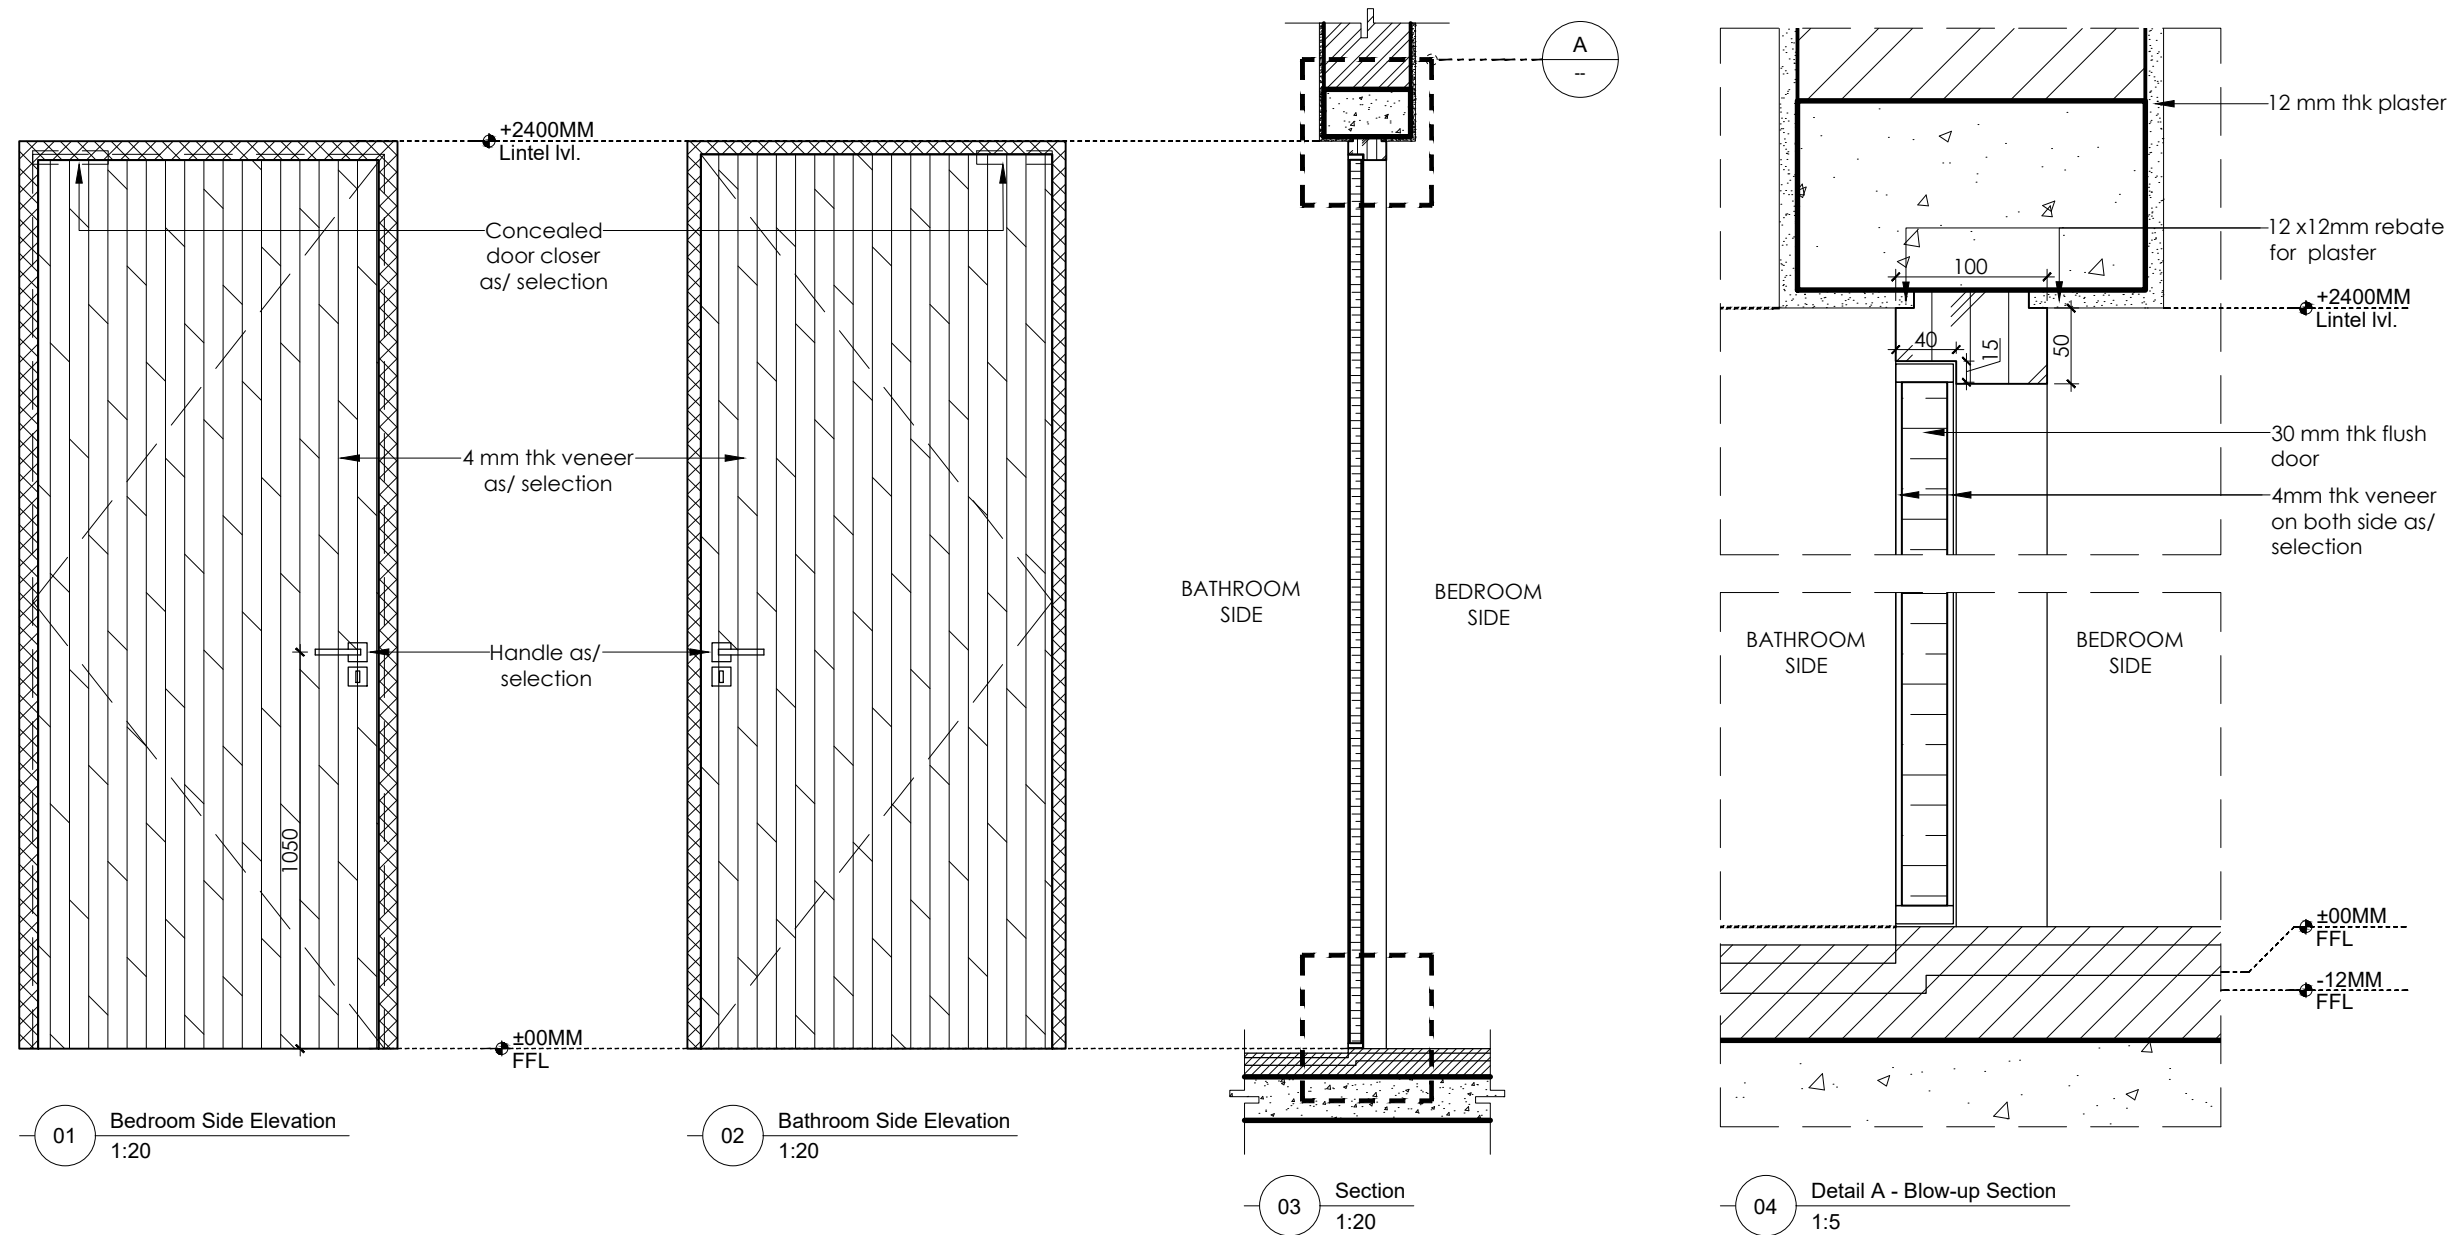 A
--
+2400MM
Lintel lvl.
Concealed
door closer
as/ selection
4 mm thk veneer
as/ selection
Handle as/
selection
1050
±00MM
FFL
BATHROOM
SIDE
BEDROOM
SIDE
01
Bedroom Side Elevation
1:20
02
Bathroom Side Elevation
1:20
03
Section
1:20
12 mm thk plaster
12 x12mm rebate
for plaster
100
+2400MM
Lintel lvl.
40
15
50
30 mm thk flush
door
4mm thk veneer
on both side as/
selection
BATHROOM
SIDE
BEDROOM
SIDE
±00MM
FFL
-12MM
FFL
04
Detail A - Blow-up Section
1:5